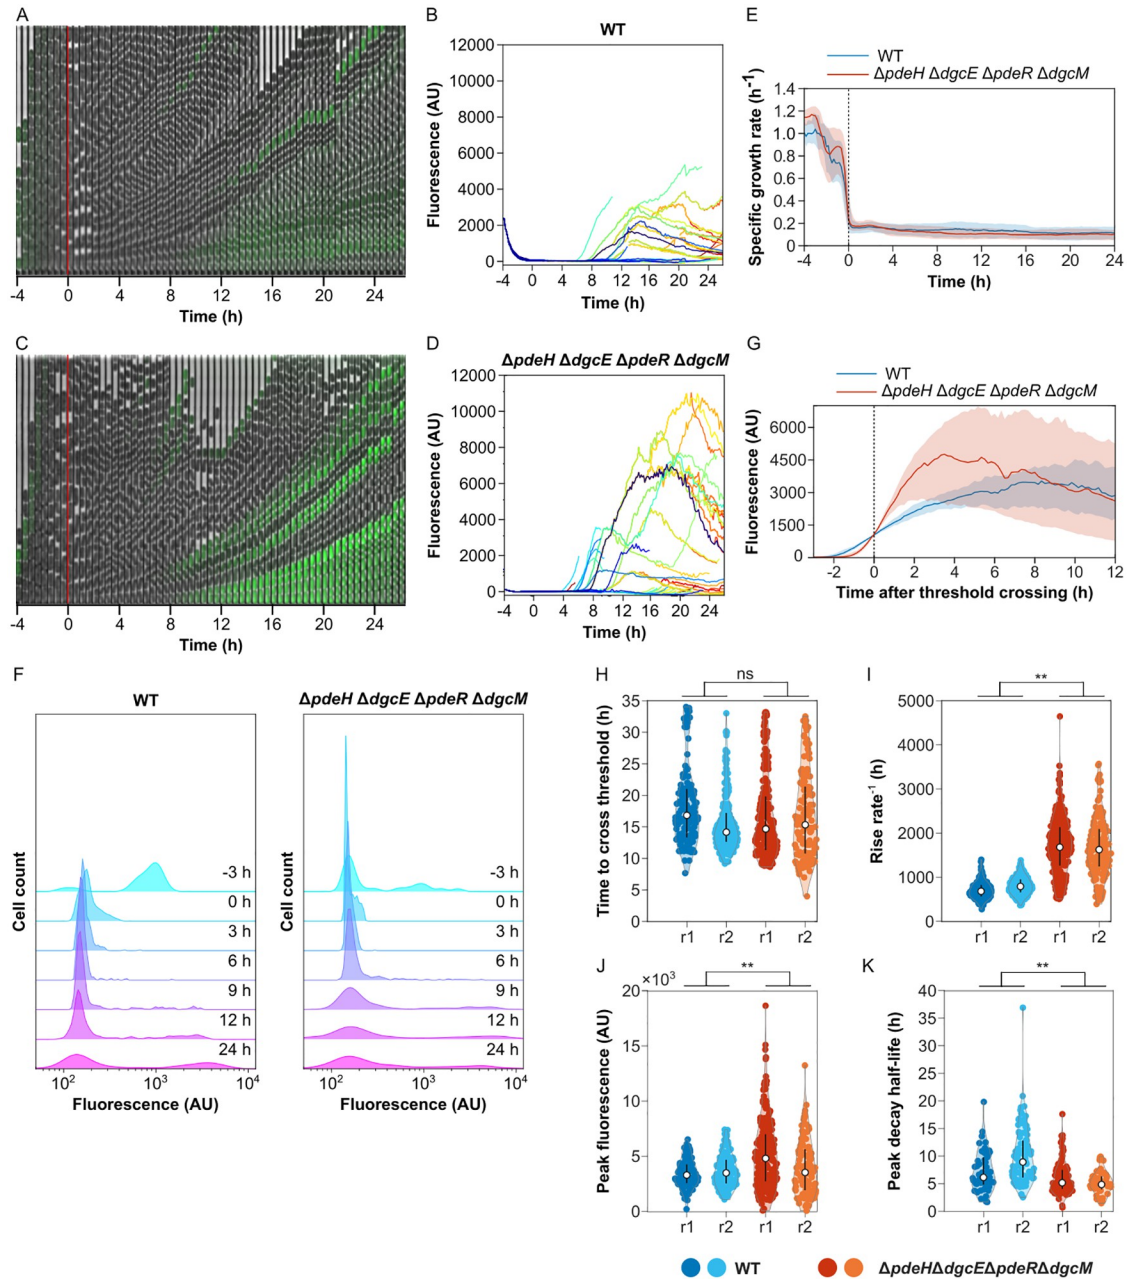 A
-4 0 4 8 12 16 20 24
Time (h)
B
WT
12000
10000
8000
6000
4000
2000
0
Fluorescence (AU)
-4 0 4 8 12 16 20 24
Time (h)
E
WT
ΔpdeH ΔdgcE ΔpdeR ΔdgcM
1.4
1.2
1.0
0.8
0.6
0.4
0.2
0
Specific growth rate (h-1)
-4 0 4 8 12 16 20 24
Time (h)
C
-4 0 4 8 12 16 20 24
Time (h)
D
ΔpdeH ΔdgcE ΔpdeR ΔdgcM
12000
10000
8000
6000
4000
2000
0
Fluorescence (AU)
-4 0 4 8 12 16 20 24
Time (h)
G
WT
ΔpdeH ΔdgcE ΔpdeR ΔdgcM
6000
4500
3000
1500
0
Fluorescence (AU)
-2 0 2 4 6 8 10 12
Time after threshold crossing (h)
F
WT
Cell count
-3 h
0 h
3 h
6 h
9 h
12 h
24 h
10² 10³ 10⁴
Fluorescence (AU)
ΔpdeH ΔdgcE ΔpdeR ΔdgcM
Cell count
-3 h
0 h
3 h
6 h
9 h
12 h
24 h
10² 10³ 10⁴
Fluorescence (AU)
H
ns
35
30
25
20
15
10
5
0
Time to cross threshold (h)
r1 r2 r1 r2
I
**
5000
4000
3000
2000
1000
0
Rise rate-1 (h)
r1 r2 r1 r2
J
**
×10³
20
15
10
5
0
Peak fluorescence (AU)
r1 r2 r1 r2
K
**
40
35
30
25
20
15
10
5
0
Peak decay half-life (h)
r1 r2 r1 r2
WT ΔpdeHΔdgcEΔpdeRΔdgcM